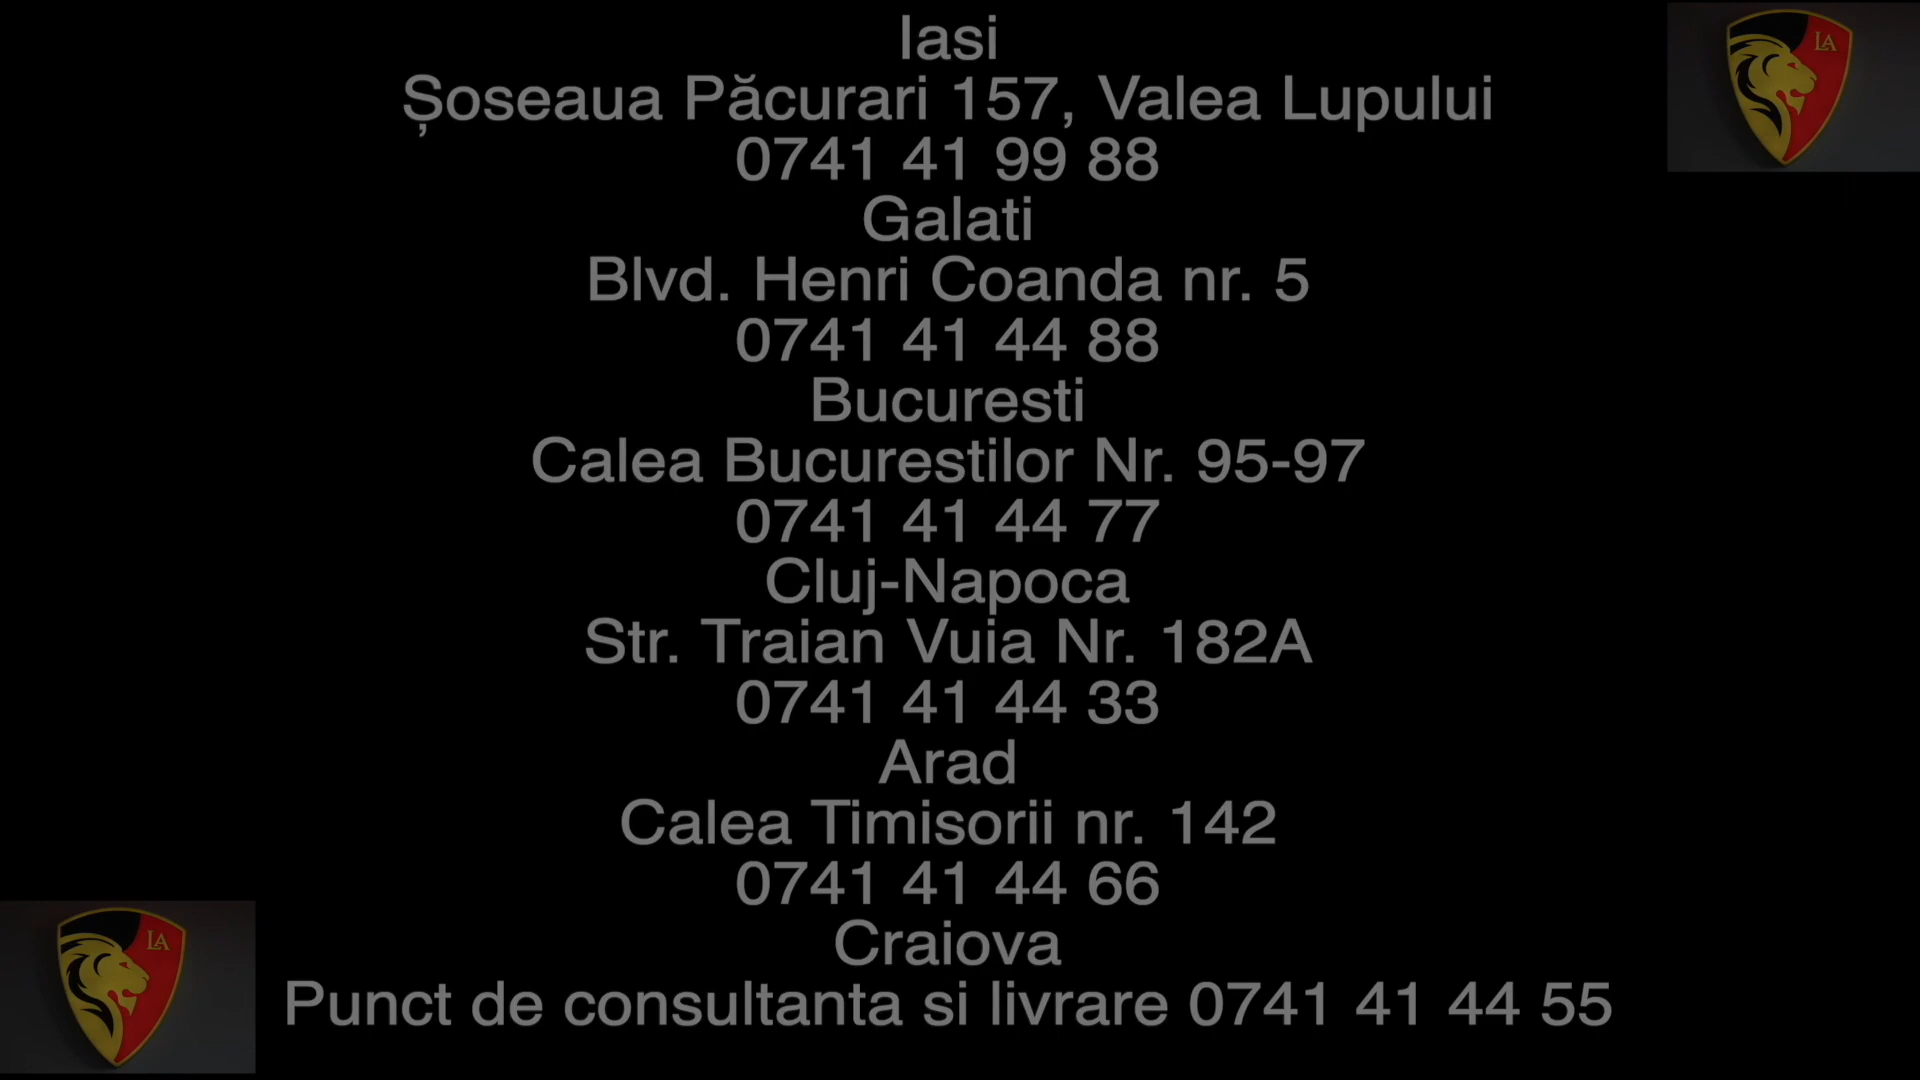 Iasi
Șoseaua Păcurari 157, Valea Lupului
0741 41 99 88
Galati
Blvd. Henri Coanda nr. 5
0741 41 44 88
Bucuresti
Calea Bucurestilor Nr. 95-97
0741 41 44 77
Cluj-Napoca
Str. Traian Vuia Nr. 182A
0741 41 44 33
Arad
Calea Timisorii nr. 142
0741 41 44 66
Craiova
Punct de consultanta si livrare 0741 41 44 55
LA
LA